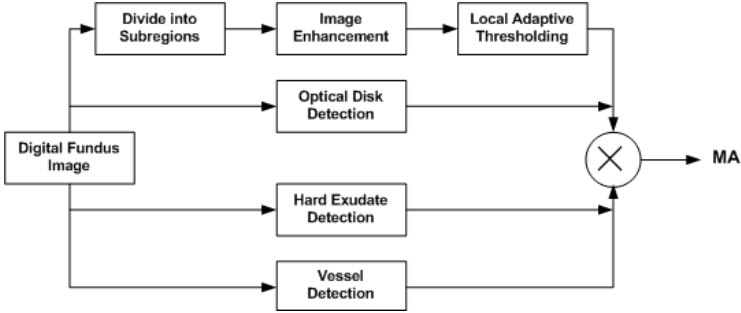 Divide into
Subregions
Image
Enhancement
Local Adaptive
Thresholding
Optical Disk
Detection
Digital Fundus
Image
MA
Hard Exudate
Detection
Vessel
Detection